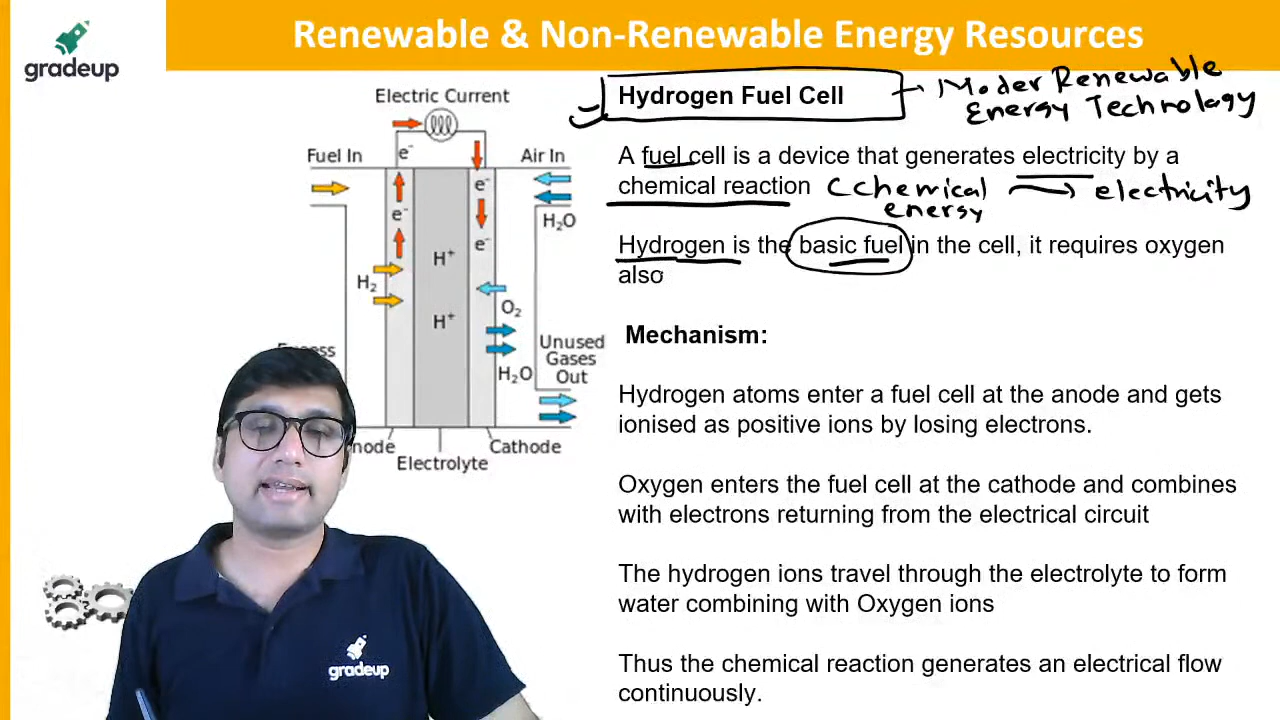 Renewable & Non-Renewable Energy Resources
gradeup
Hydrogen Fuel Cell
Moder Renewable
Energy Technology
A fuel cell is a device that generates electricity by a
chemical reaction
Cchemical
energy
electricity
Hydrogen is the basic fuel in the cell, it requires oxygen
also
Mechanism:
Hydrogen atoms enter a fuel cell at the anode and gets
ionised as positive ions by losing electrons.
Oxygen enters the fuel cell at the cathode and combines
with electrons returning from the electrical circuit
The hydrogen ions travel through the electrolyte to form
water combining with Oxygen ions
Thus the chemical reaction generates an electrical flow
continuously.
Electric Current
Fuel In
e⁻
Air In
e⁻
e⁻
H2O
e⁻
H⁺
H2
O2
H⁺
Unused
Gases
Out
H2O
node
Cathode
Electrolyte
gradeup